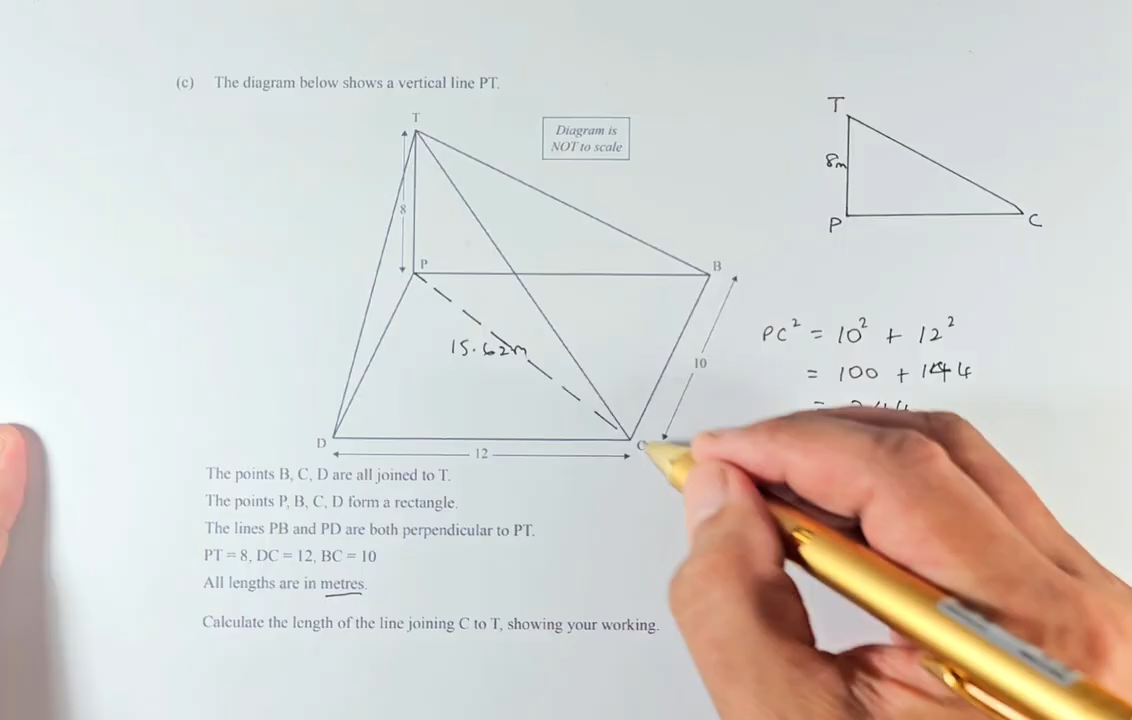 (c) The diagram below shows a vertical line PT.
T
Diagram is
NOT to scale
8
P
B
15.62m
10
D
C
12
The points B, C, D are all joined to T.
The points P, B, C, D form a rectangle.
The lines PB and PD are both perpendicular to PT.
PT = 8, DC = 12, BC = 10
All lengths are in metres.
Calculate the length of the line joining C to T, showing your working.
T
8m
P
C
PC² = 10² + 12²
= 100 + 144